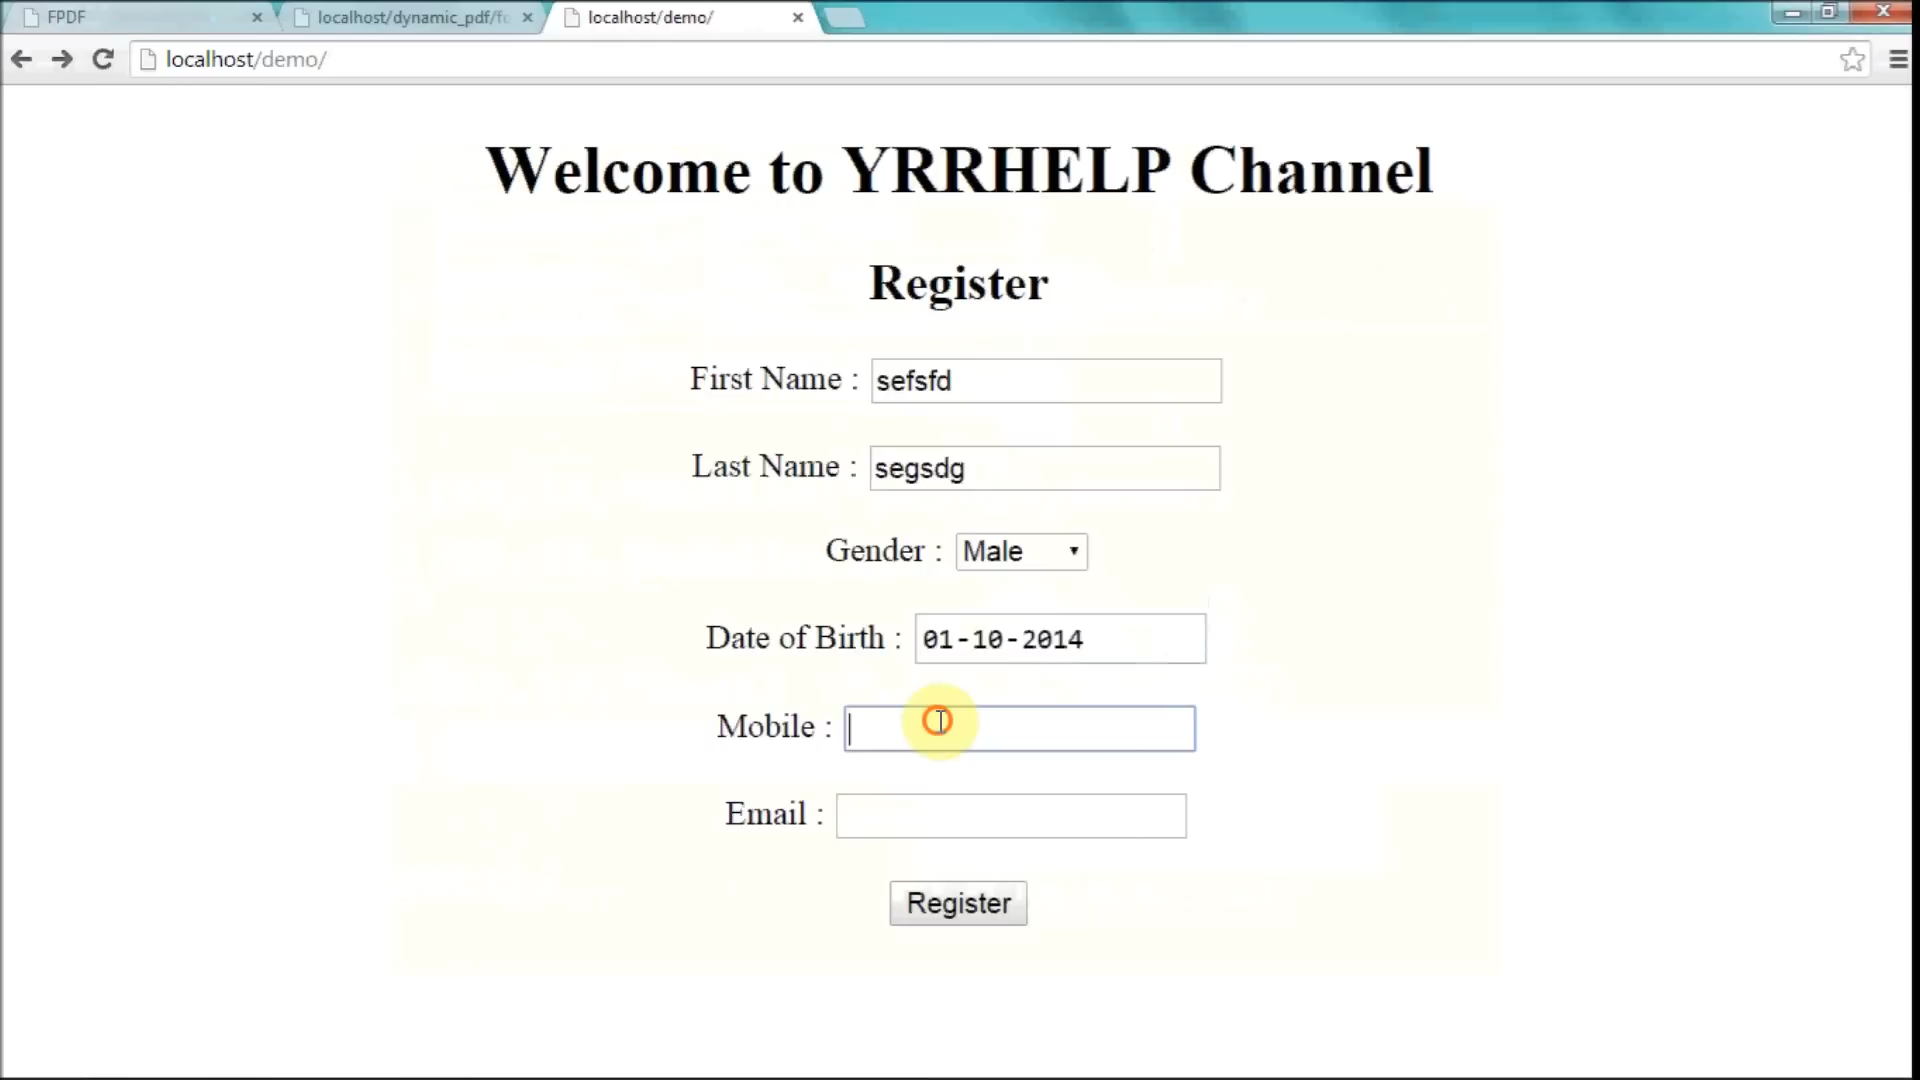 FPDF
localhost/dynamic_pdf/fo
localhost/demo/
localhost/demo/
Welcome to YRRHELP Channel
Register
First Name : sefsfd
Last Name : segsdg
Gender : Male
Date of Birth : 01-10-2014
Mobile :
Email :
Register